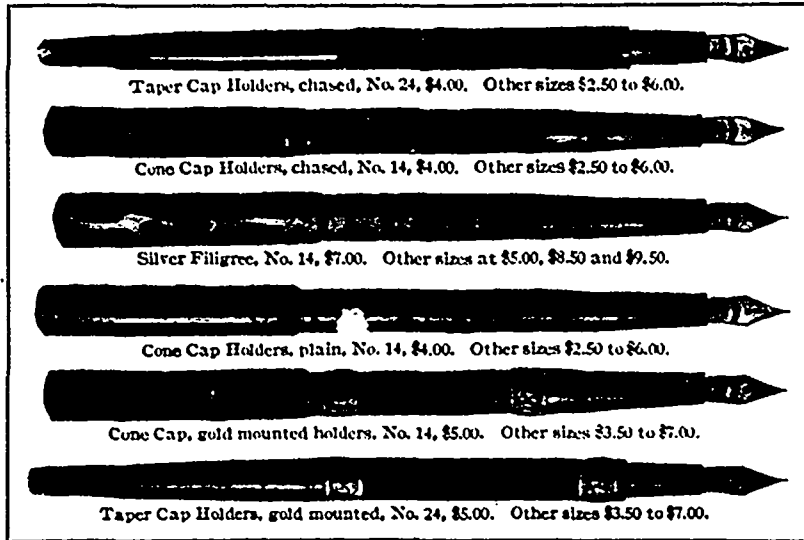 Taper Cap Holders, chased, No. 24, $4.00. Other sizes $2.50 to $6.00.
Cone Cap Holders, chased, No. 14, $4.00. Other sizes $2.50 to $6.00.
Silver Filigree, No. 14, $7.00. Other sizes at $5.00, $8.50 and $9.50.
Cone Cap Holders, plain, No. 14, $4.00. Other sizes $2.50 to $6.00.
Cone Cap, gold mounted holders, No. 14, $5.00. Other sizes $3.50 to $7.00.
Taper Cap Holders, gold mounted, No. 24, $5.00. Other sizes $3.50 to $7.00.